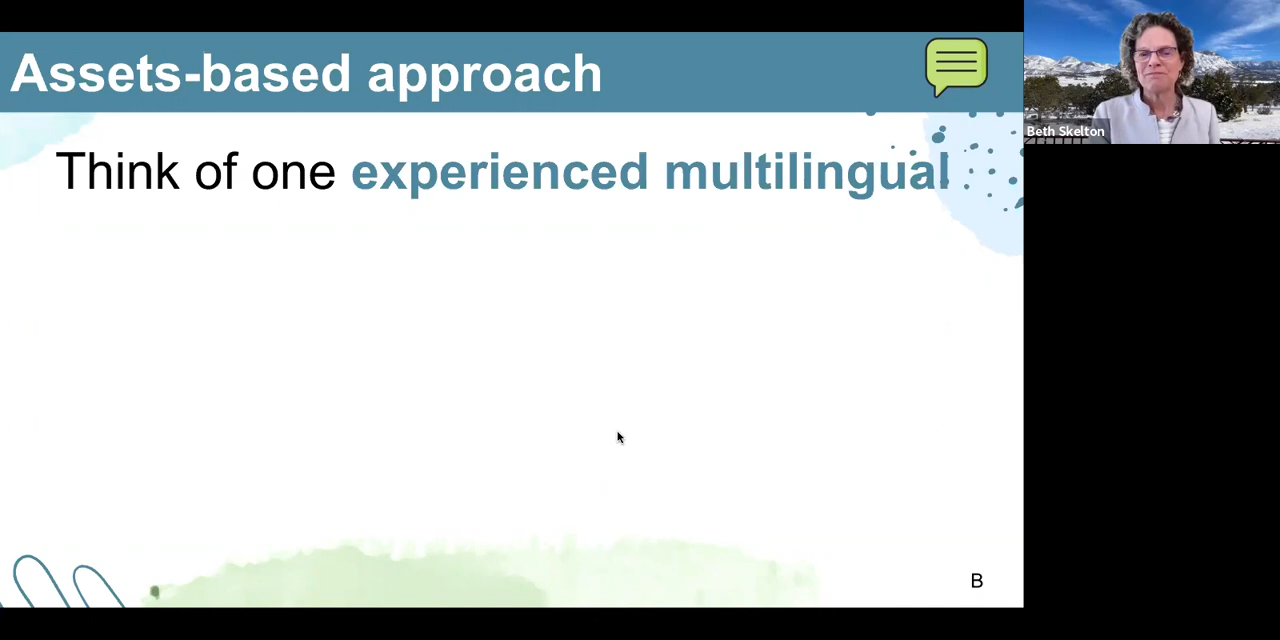 Assets-based approach
Beth Skelton
Think of one experienced multilingual
B